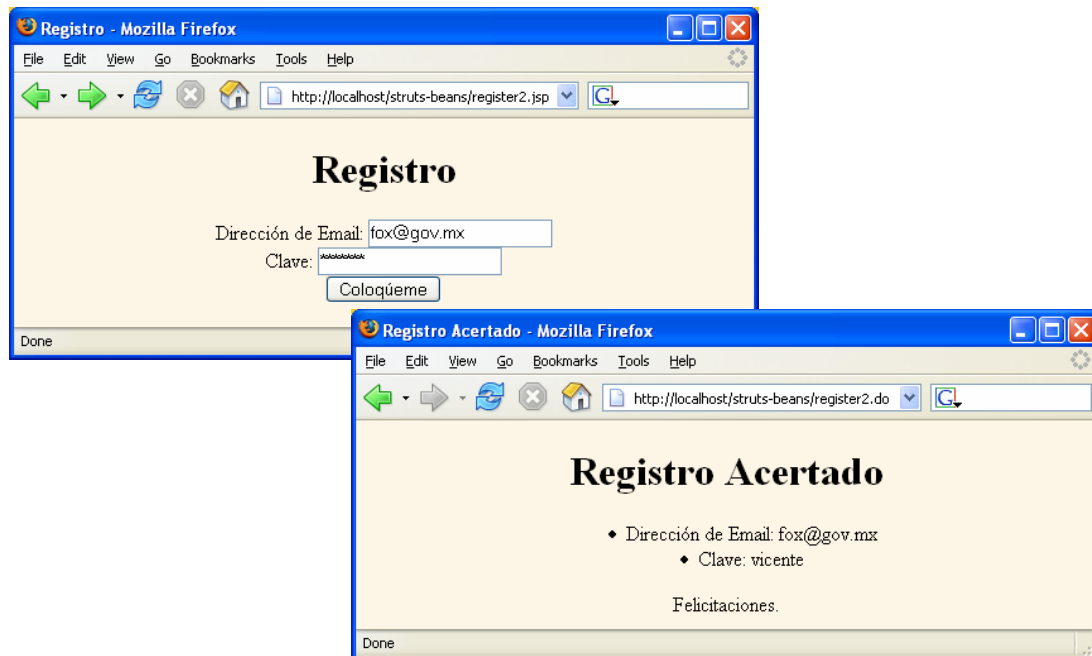 Registro - Mozilla Firefox
File Edit View Go Bookmarks Tools Help
http://localhost/struts-beans/register2.jsp G
Registro
Dirección de Email: fox@gov.mx
Clave: ********
Coloqúeme
Done
Registro Acertado - Mozilla Firefox
File Edit View Go Bookmarks Tools Help
http://localhost/struts-beans/register2.do G
Registro Acertado
• Dirección de Email: fox@gov.mx
• Clave: vicente
Felicitaciones.
Done